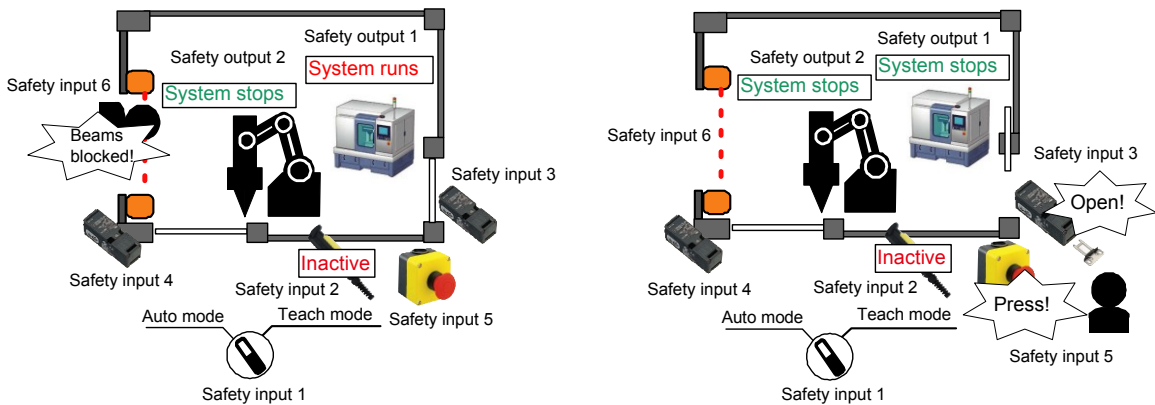 Safety output 1
Safety output 2
System runs
Safety input 6
System stops
Beams
blocked!
Safety input 3
Safety input 4
Inactive
Safety input 2
Auto mode
Teach mode
Safety input 5
Safety input 1
Safety output 1
Safety output 2
System stops
System stops
Safety input 6
Safety input 3
Open!
Inactive
Safety input 4
Safety input 2
Press!
Auto mode
Teach mode
Safety input 5
Safety input 1